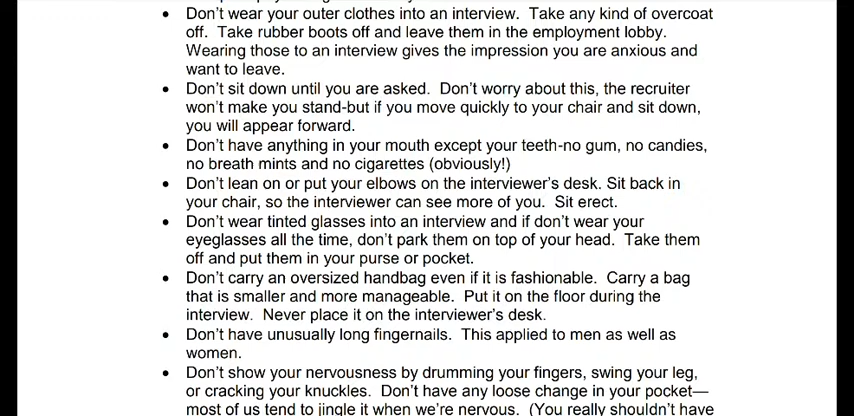 • Don't wear your outer clothes into an interview.  Take any kind of overcoat
off.  Take rubber boots off and leave them in the employment lobby.
Wearing those to an interview gives the impression you are anxious and
want to leave.
• Don't sit down until you are asked.  Don't worry about this, the recruiter
won't make you stand-but if you move quickly to your chair and sit down,
you will appear forward.
• Don't have anything in your mouth except your teeth-no gum, no candies,
no breath mints and no cigarettes (obviously!)
• Don't lean on or put your elbows on the interviewer's desk. Sit back in
your chair, so the interviewer can see more of you.  Sit erect.
• Don't wear tinted glasses into an interview and if don't wear your
eyeglasses all the time, don't park them on top of your head.  Take them
off and put them in your purse or pocket.
• Don't carry an oversized handbag even if it is fashionable.  Carry a bag
that is smaller and more manageable.  Put it on the floor during the
interview.  Never place it on the interviewer's desk.
• Don't have unusually long fingernails.  This applied to men as well as
women.
• Don't show your nervousness by drumming your fingers, swing your leg,
or cracking your knuckles.  Don't have any loose change in your pocket—
most of us tend to jingle it when we're nervous.  (You really shouldn't have